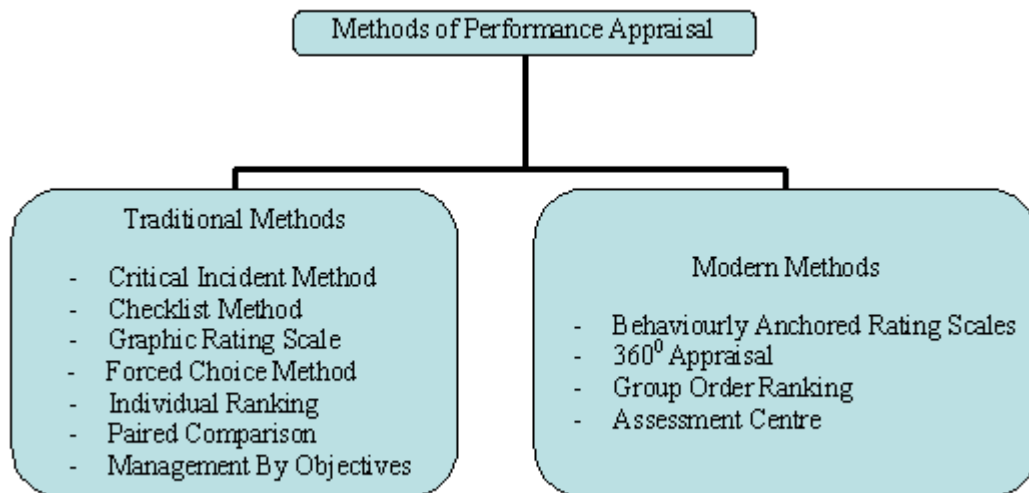 Methods of Performance Appraisal
Traditional Methods
- Critical Incident Method
- Checklist Method
- Graphic Rating Scale
- Forced Choice Method
- Individual Ranking
- Paired Comparison
- Management By Objectives
Modern Methods
- Behaviourly Anchored Rating Scales
- 360⁰ Appraisal
- Group Order Ranking
- Assessment Centre